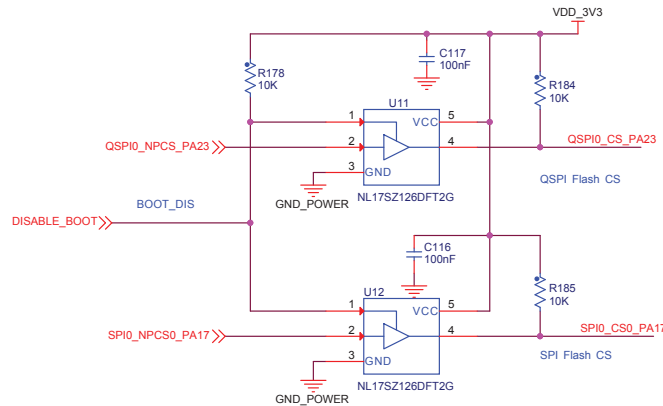 VDD_3V3
C117
100nF
R178
10K
R184
10K
U11
1
5
VCC
QSPI0_NPCS_PA23
2
4
QSPI0_CS_PA23
3
GND
GND_POWER
NL17SZ126DFT2G
QSPI Flash CS
BOOT_DIS
DISABLE_BOOT
C116
100nF
R185
10K
U12
1
5
VCC
SPI0_NPCS0_PA17
2
4
SPI0_CS0_PA17
3
GND
SPI Flash CS
NL17SZ126DFT2G
GND_POWER